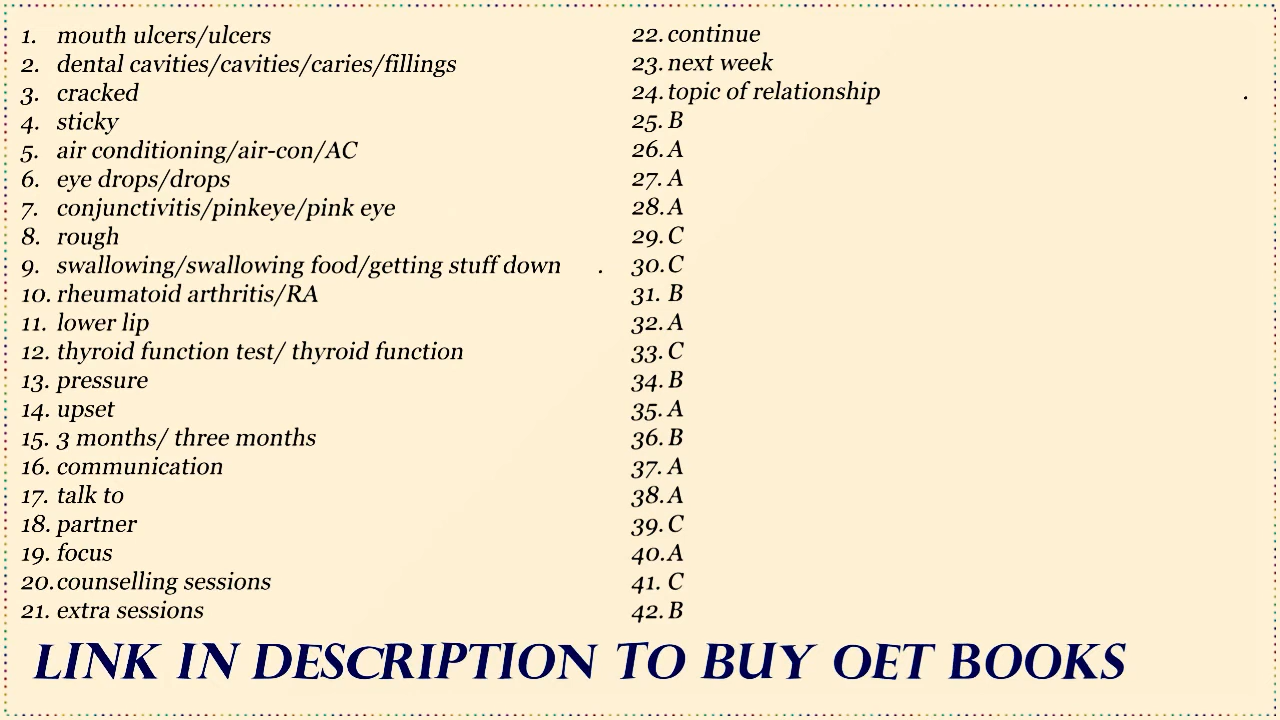 1. mouth ulcers/ulcers
2. dental cavities/cavities/caries/fillings
3. cracked
4. sticky
5. air conditioning/air-con/AC
6. eye drops/drops
7. conjunctivitis/pinkeye/pink eye
8. rough
9. swallowing/swallowing food/getting stuff down .
10. rheumatoid arthritis/RA
11. lower lip
12. thyroid function test/ thyroid function
13. pressure
14. upset
15. 3 months/ three months
16. communication
17. talk to
18. partner
19. focus
20. counselling sessions
21. extra sessions
22. continue
23. next week
24. topic of relationship .
25. B
26. A
27. A
28. A
29. C
30. C
31. B
32. A
33. C
34. B
35. A
36. B
37. A
38. A
39. C
40. A
41. C
42. B
LINK IN DESCRIPTION TO BUY OET BOOKS